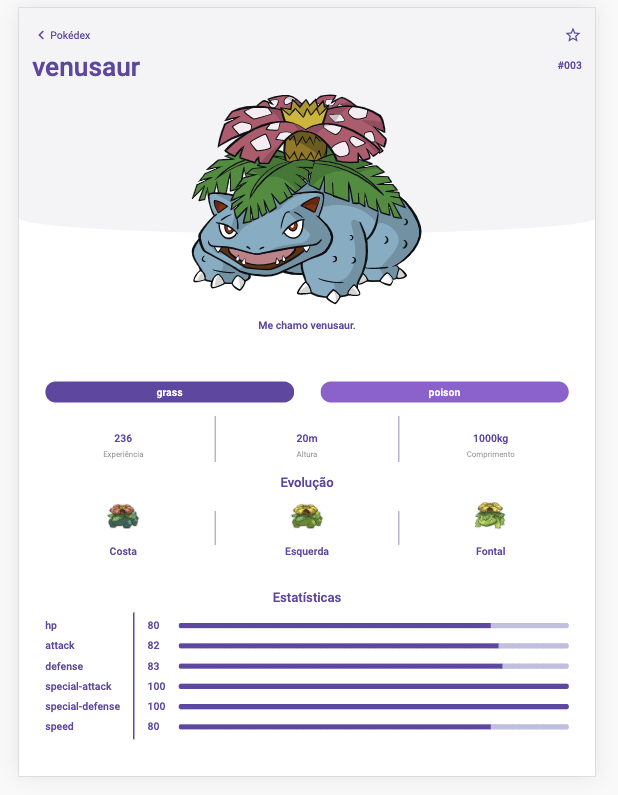 Pokédex
venusaur
#003
Me chamo venusaur.
grass
poison
236
20m
1000kg
Experiência
Altura
Comprimento
Evolução
Costa
Esquerda
Fontal
Estatísticas
hp 80
attack 82
defense 83
special-attack 100
special-defense 100
speed 80